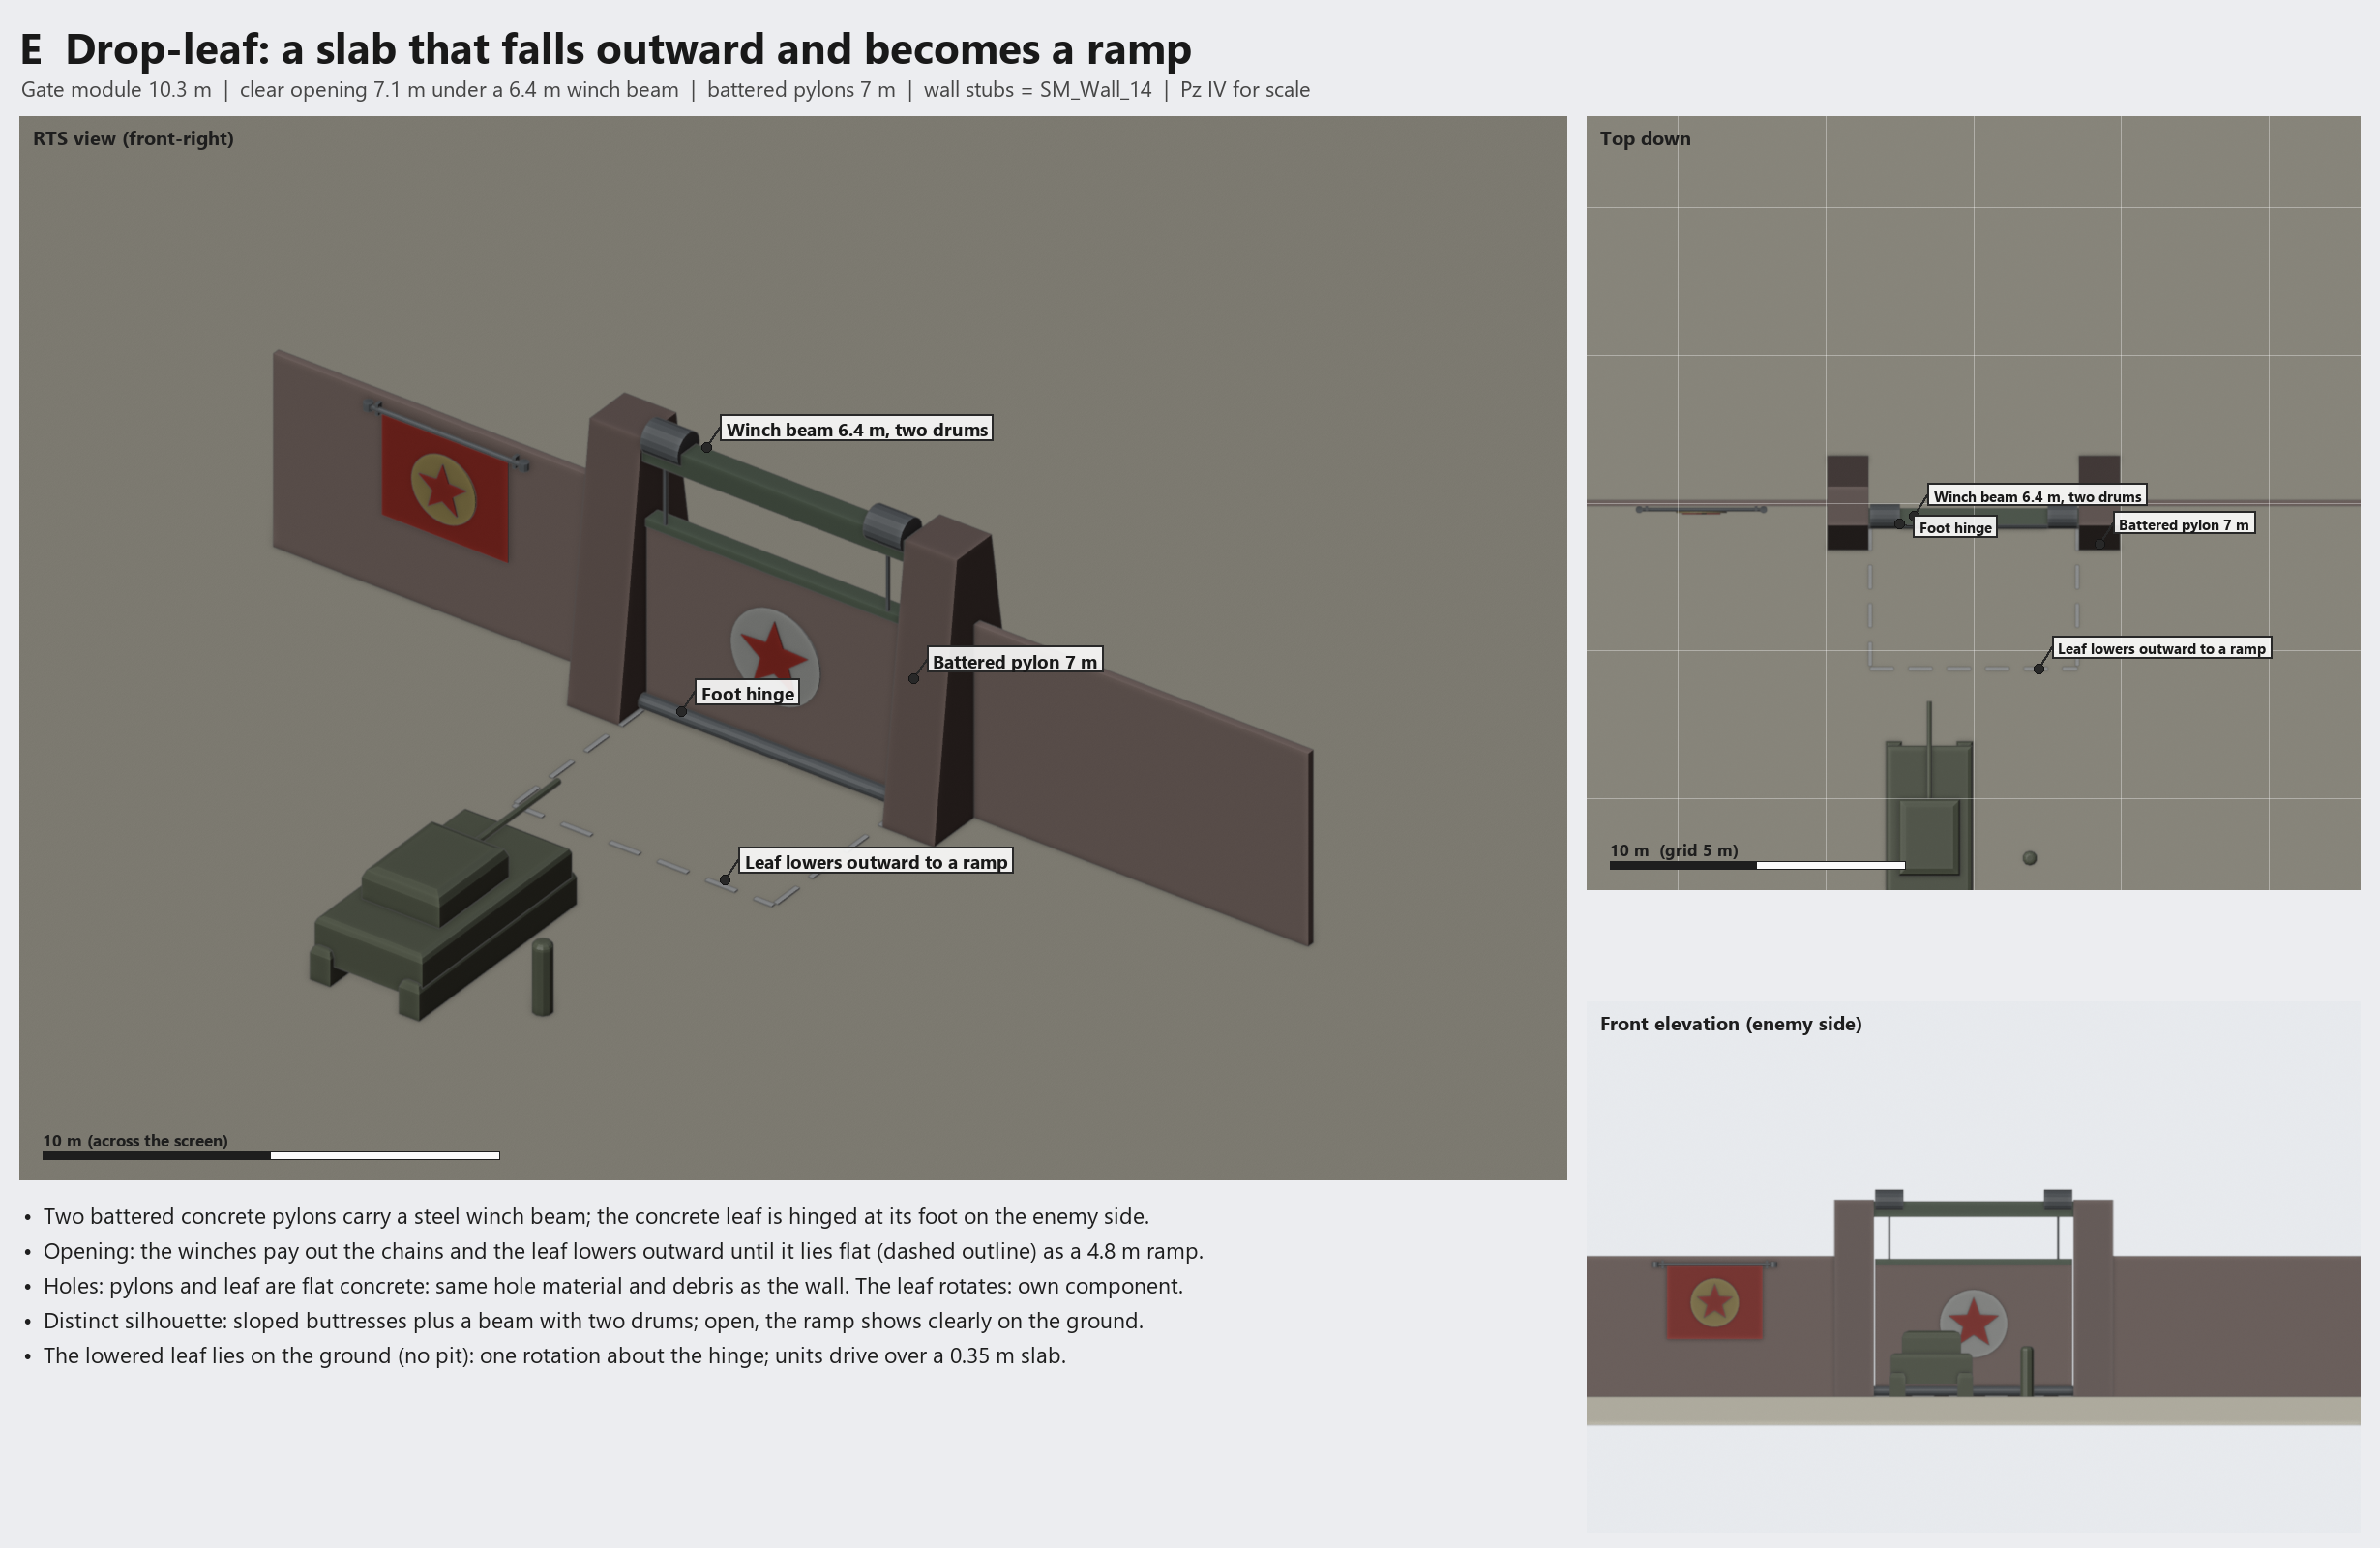 E Drop-leaf: a slab that falls outward and becomes a ramp
Gate module 10.3 m | clear opening 7.1 m under a 6.4 m winch beam | battered pylons 7 m | wall stubs = SM_Wall_14 | Pz IV for scale
RTS view (front-right)
Winch beam 6.4 m, two drums
Battered pylon 7 m
Foot hinge
Leaf lowers outward to a ramp
10 m (across the screen)
Top down
Winch beam 6.4 m, two drums
Foot hinge
Battered pylon 7 m
Leaf lowers outward to a ramp
10 m (grid 5 m)
Front elevation (enemy side)
• Two battered concrete pylons carry a steel winch beam; the concrete leaf is hinged at its foot on the enemy side.
• Opening: the winches pay out the chains and the leaf lowers outward until it lies flat (dashed outline) as a 4.8 m ramp.
• Holes: pylons and leaf are flat concrete: same hole material and debris as the wall. The leaf rotates: own component.
• Distinct silhouette: sloped buttresses plus a beam with two drums; open, the ramp shows clearly on the ground.
• The lowered leaf lies on the ground (no pit): one rotation about the hinge; units drive over a 0.35 m slab.